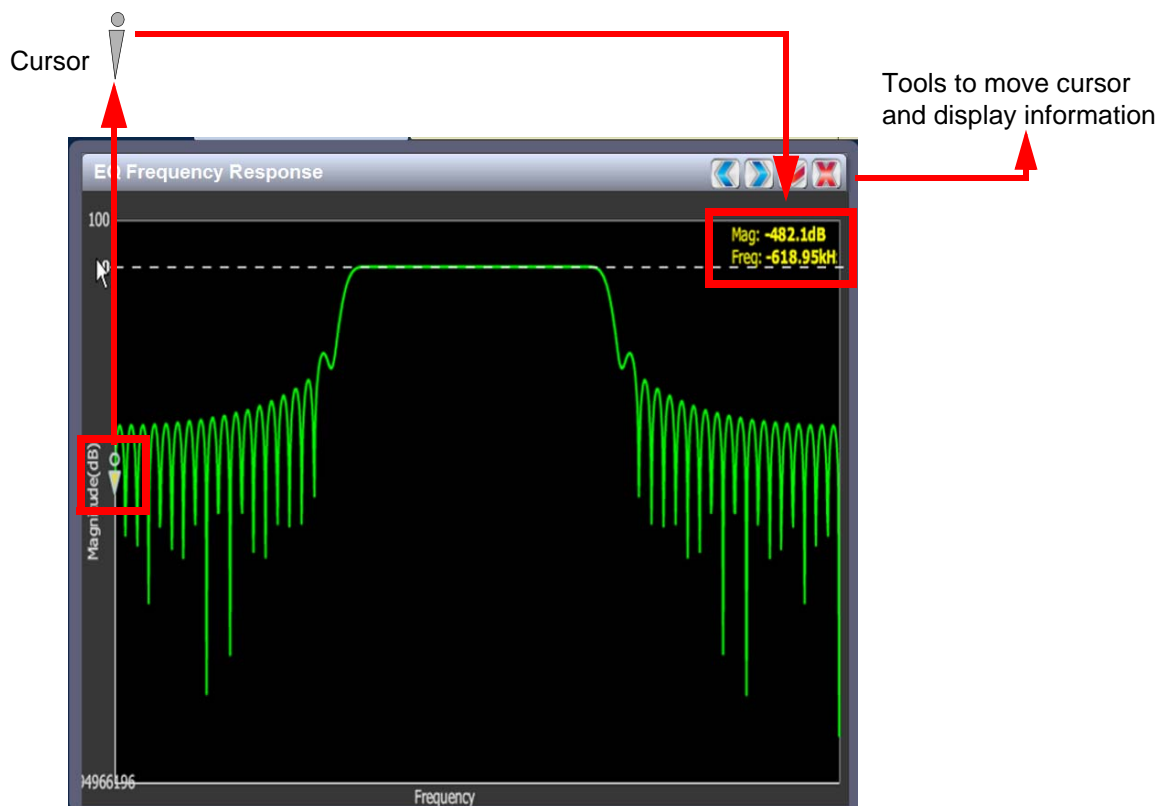 Cursor
Tools to move cursor
and display information
EQ Frequency Response
100
Mag: -482.1dB
Freq: -618.95kH
Magnitude(dB)
94966196
Frequency